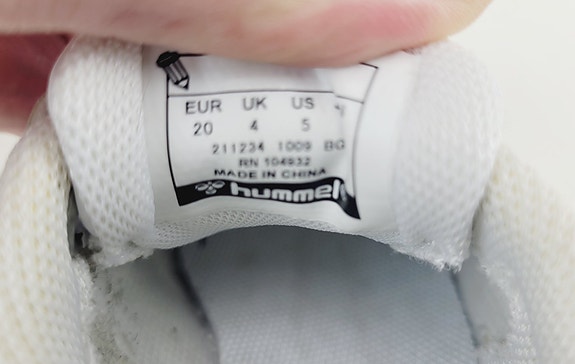 EUR UK US
20 4 5
211234 1009 BG
RN 104932
MADE IN CHINA
hummel